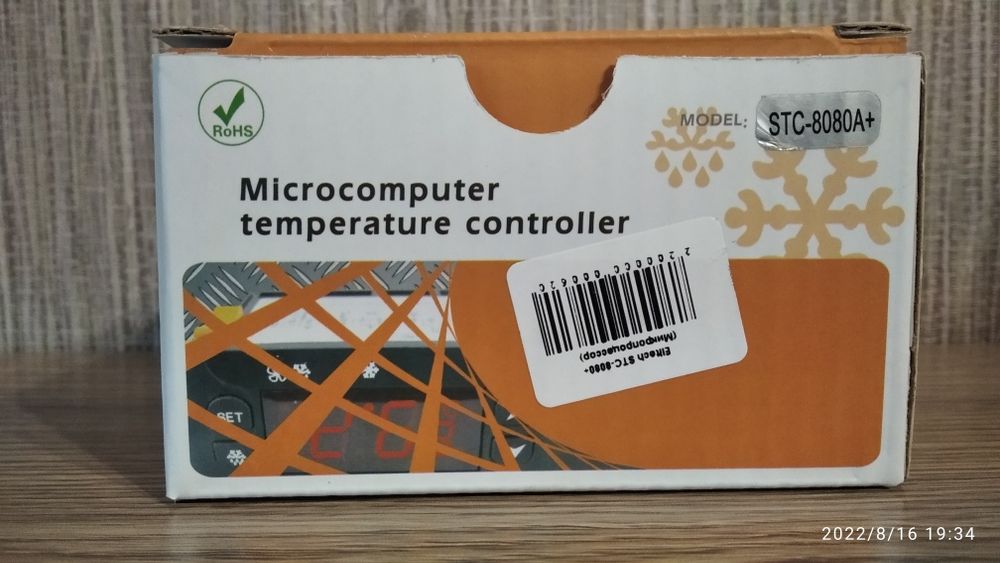 RoHS
MODEL:
STC-8080A+
Microcomputer
temperature controller
Elitech STC-8080+
(Микропроцессор)
SET
2022/8/16 19:34